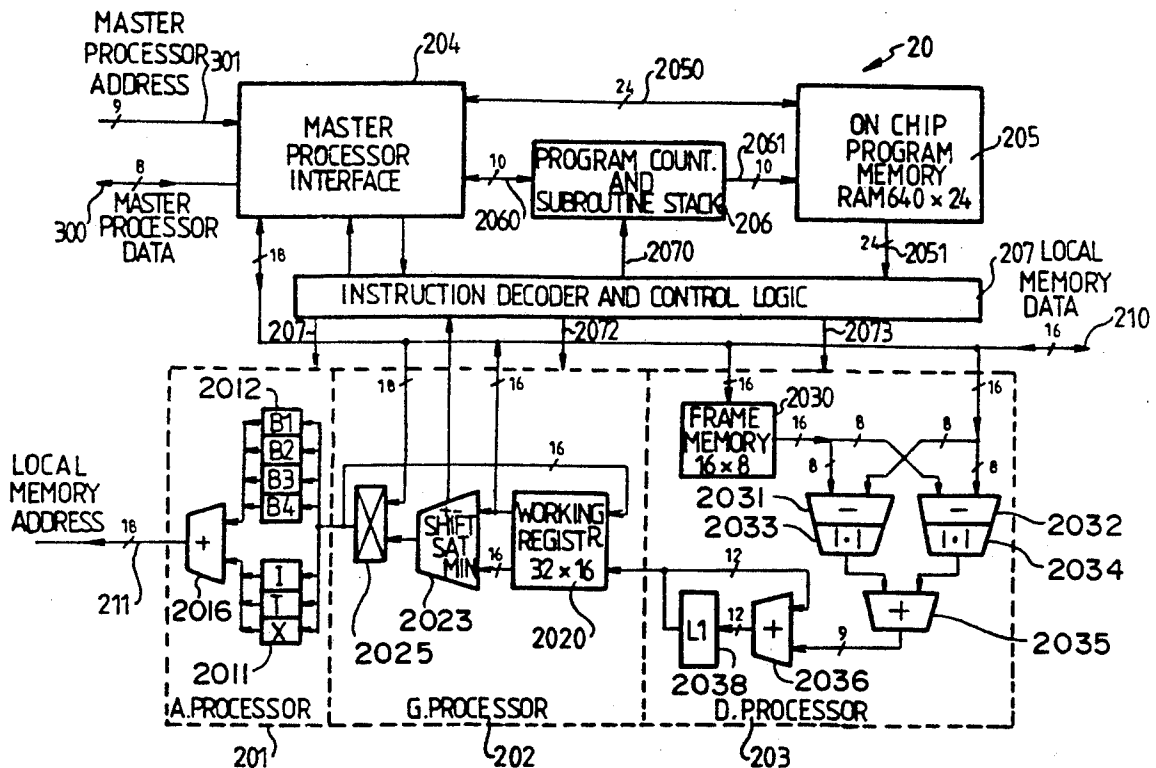 MASTER
PROCESSOR
ADDRESS
301
9
204
MASTER
PROCESSOR
INTERFACE
8
300
MASTER
PROCESSOR
DATA
24
2050
20
ON CHIP
PROGRAM
MEMORY
RAM 640 × 24
205
PROGRAM COUNT.
AND
SUBROUTINE STACK
206
10
2060
2061
10
18
2070
24
2051
INSTRUCTION DECODER AND CONTROL LOGIC
207
LOCAL
MEMORY
DATA
16
210
207
2072
2073
2012
B1
B2
B3
B4
I
T
X
2011
+
2016
LOCAL
MEMORY
ADDRESS
18
211
A.PROCESSOR
201
18
16
16
2025
SHIFT
SAT
MIN
2023
16
WORKING
REGISTR.
32 × 16
2020
G.PROCESSOR
202
16
2030
FRAME
MEMORY
16 × 8
16
8
8
16
8
8
2031
2033
−
|•|
−
|•|
2032
2034
+
2035
12
L1
2038
12
+
2036
9
D.PROCESSOR
203